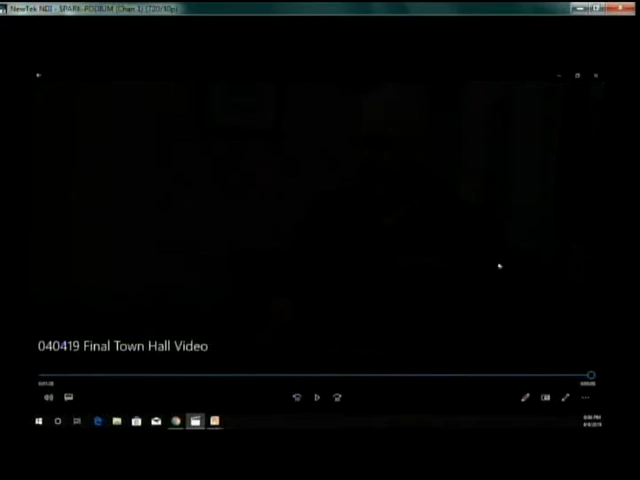 NewTek NDI - SPARK-PODIUM (Chan 1) (720/30p)
040419 Final Town Hall Video